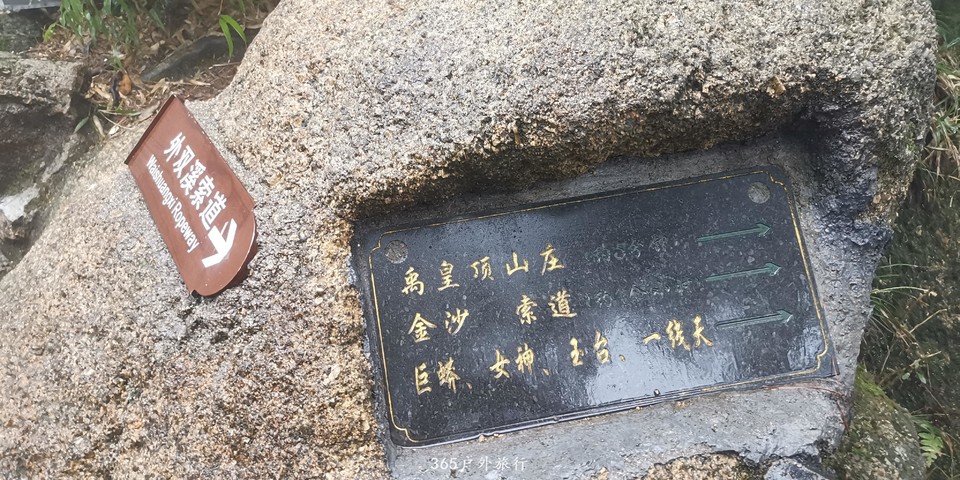 外双溪索道
Waishuangxi Ropeway
禹皇顶山庄
金沙 索道
巨蟒、女神、玉台、一线天
365户外旅行